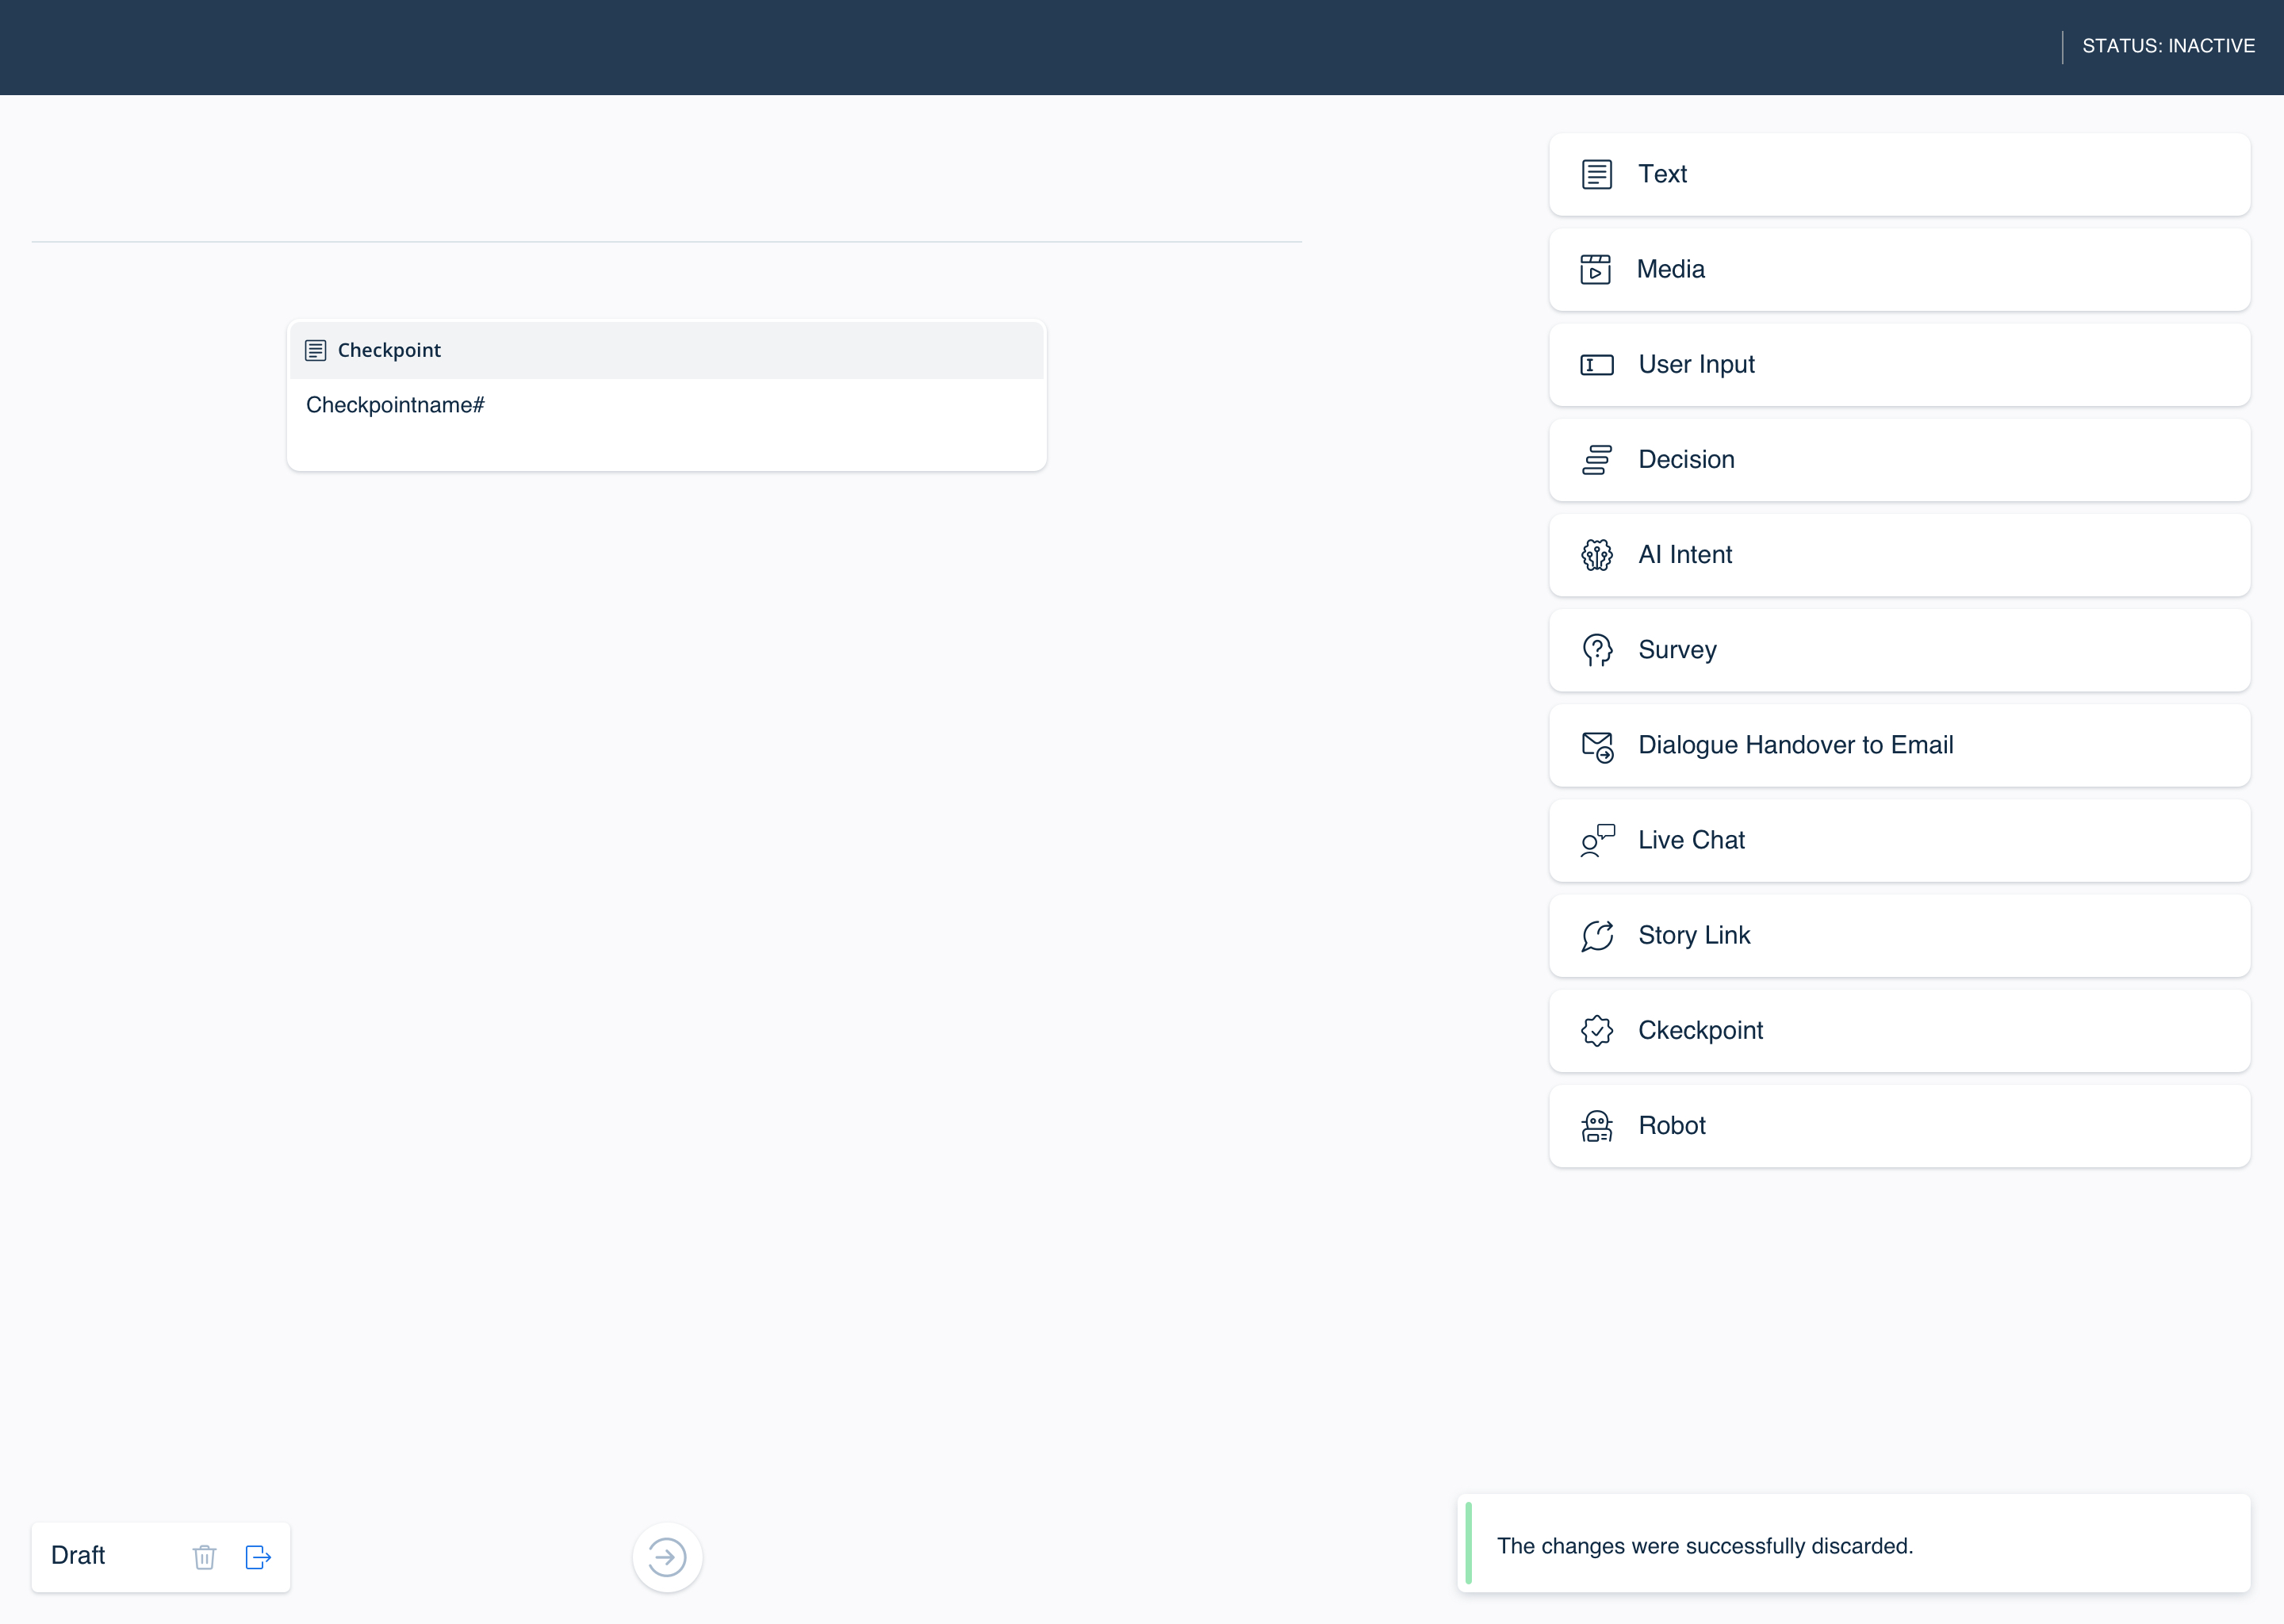 STATUS: INACTIVE
Checkpoint
Checkpointname#
Text
Media
User Input
Decision
AI Intent
Survey
Dialogue Handover to Email
Live Chat
Story Link
Ckeckpoint
Robot
Draft
The changes were successfully discarded.